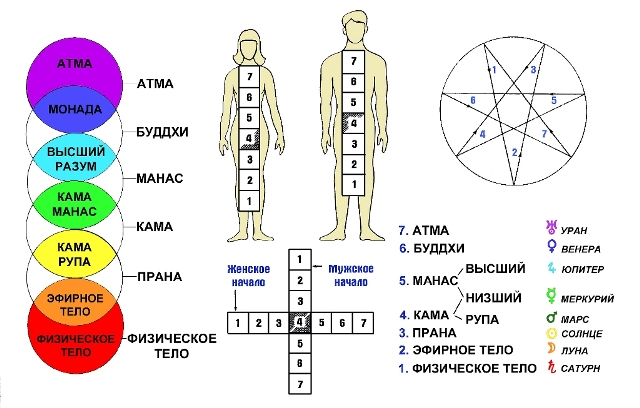 АТМА
МОНАДА
ВЫСШИЙ
РАЗУМ
КАМА
МАНАС
КАМА
РУПА
ЭФИРНОЕ
ТЕЛО
ФИЗИЧЕСКОЕ
ТЕЛО
АТМА
БУДДХИ
МАНАС
КАМА
ПРАНА
ФИЗИЧЕСКОЕ
ТЕЛО
7
6
5
4
3
2
1
7
6
5
4
3
2
1
1
3
6
5
4
2
7
Женское
начало
Мужское
начало
1
2
3
1 2 3 4 5 6 7
5
6
7
7. АТМА УРАН
6. БУДДХИ ВЕНЕРА
ВЫСШИЙ ЮПИТЕР
5. МАНАС
НИЗШИЙ МЕРКУРИЙ
4. КАМА РУПА МАРС
3. ПРАНА СОЛНЦЕ
2. ЭФИРНОЕ ТЕЛО ЛУНА
1. ФИЗИЧЕСКОЕ ТЕЛО САТУРН